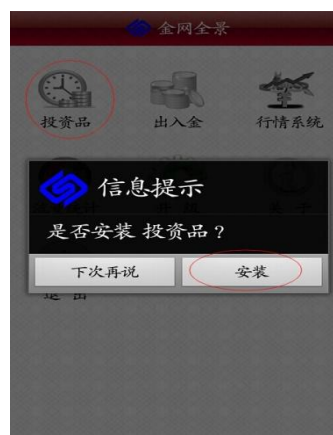 金网全景
投资品 出入金 行情系统
信息提示
是否安装 投资品？
下次再说 安装
退 出